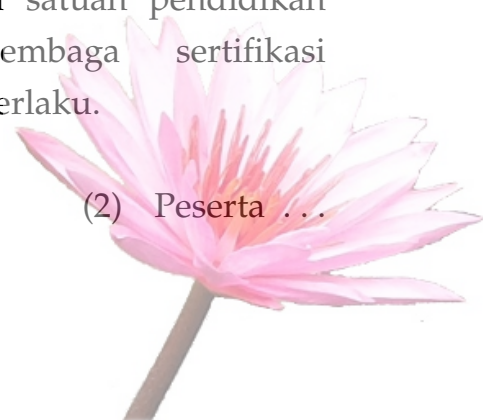 satuan pendidikan
embaga sertifikasi
erlaku.
(2) Peserta . . .